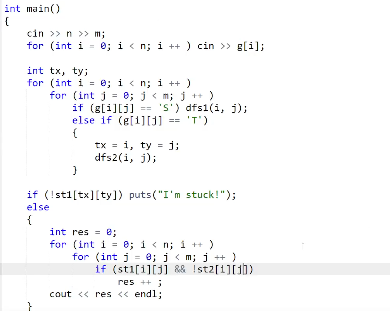 int main()
{
    cin >> n >> m;
    for (int i = 0; i < n; i ++ ) cin >> g[i];

    int tx, ty;
    for (int i = 0; i < n; i ++ )
        for (int j = 0; j < m; j ++ )
            if (g[i][j] == 'S') dfs1(i, j);
            else if (g[i][j] == 'T')
            {
                tx = i, ty = j;
                dfs2(i, j);
            }

    if (!st1[tx][ty]) puts("I'm stuck!");
    else
    {
        int res = 0;
        for (int i = 0; i < n; i ++ )
            for (int j = 0; j < m; j ++ )
                if (st1[i][j] && !st2[i][j])
                    res ++ ;
        cout << res << endl;
    }